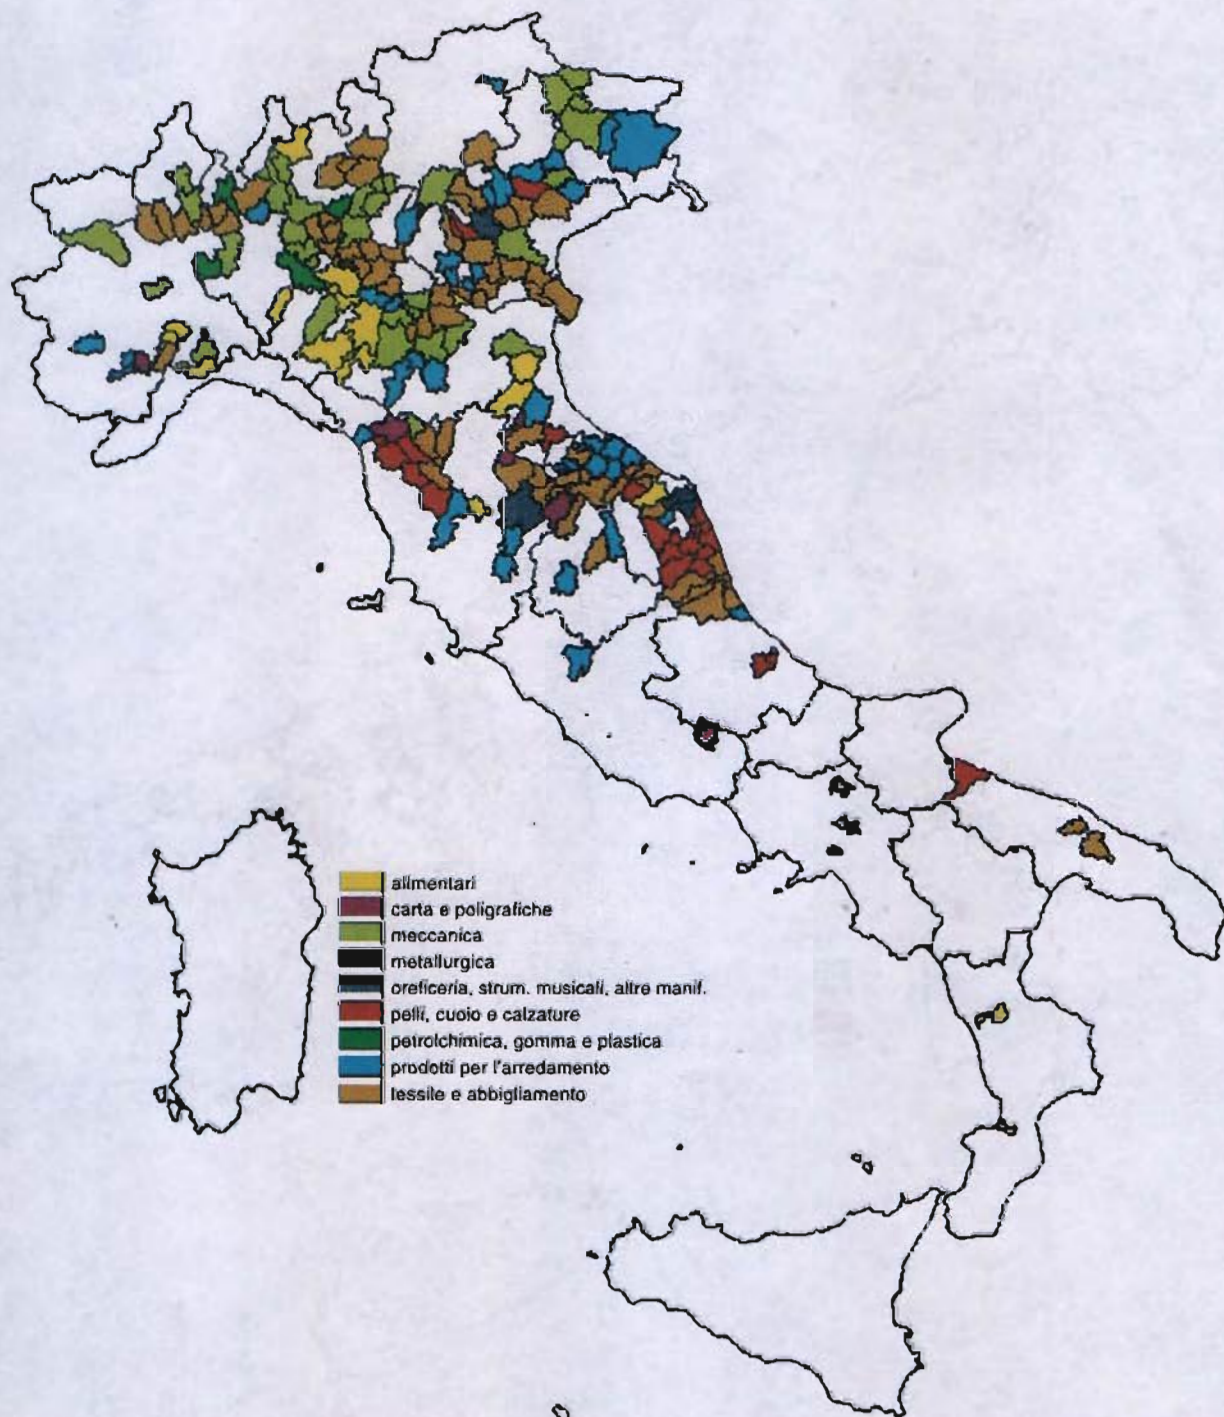 alimentari
carta e poligrafiche
meccanica
metallurgica
oreficeria, strum. musicali, altre manif.
pelli, cuoio e calzature
petrolchimica, gomma e plastica
prodotti per l'arredamento
tessile e abbigliamento